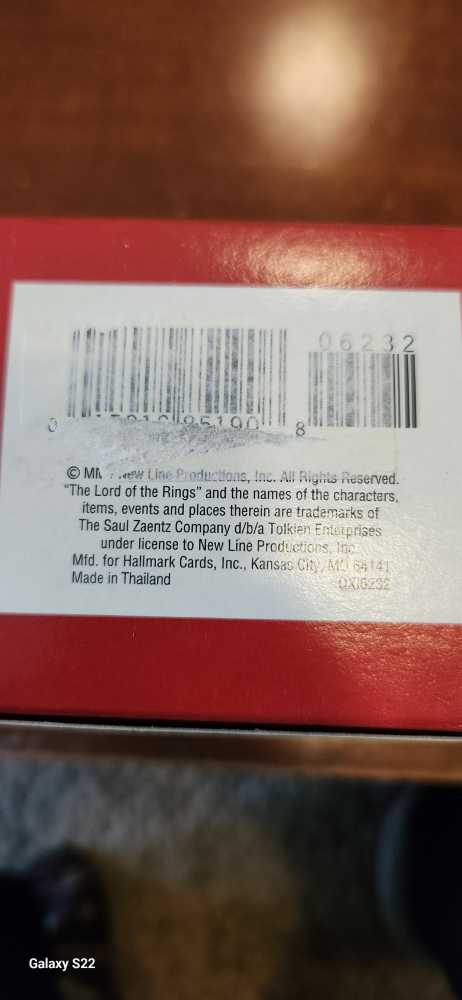 06232
0 95190 8
© New Line Productions, Inc. All Rights Reserved.
"The Lord of the Rings" and the names of the characters,
items, events and places therein are trademarks of
The Saul Zaentz Company d/b/a Tolkien Enterprises
under license to New Line Productions, Inc.
Mfd. for Hallmark Cards, Inc., Kansas City, MO 64141
Made in Thailand QXI6232
Galaxy S22